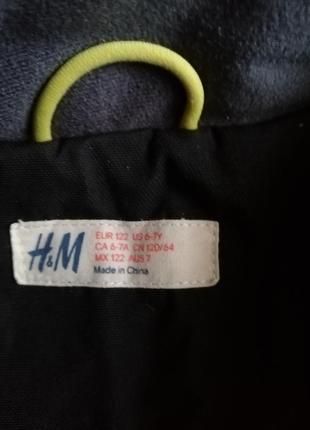 H&M
EUR 122 US 6-7Y
CA 6-7A CN 120/64
MX 122 AUS 7
Made in China